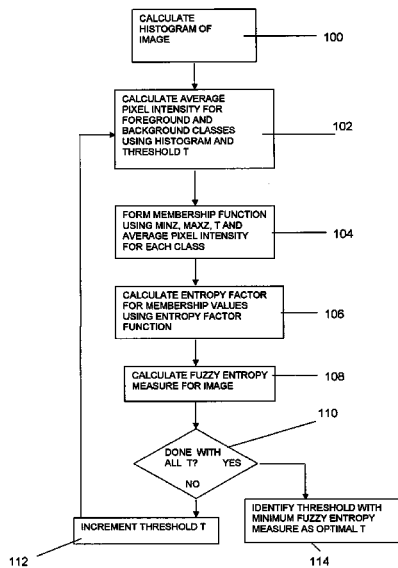 CALCULATE
HISTOGRAM OF
IMAGE
100
CALCULATE AVERAGE
PIXEL INTENSITY FOR
FOREGROUND AND
BACKGROUND CLASSES
USING HISTOGRAM AND
THRESHOLD T
102
FORM MEMBERSHIP FUNCTION
USING MINZ, MAXZ, T AND
AVERAGE PIXEL INTENSITY
FOR EACH CLASS
104
CALCULATE ENTROPY FACTOR
FOR MEMBERSHIP VALUES
USING ENTROPY FACTOR
FUNCTION
106
CALCULATE FUZZY ENTROPY
MEASURE FOR IMAGE
108
110
DONE WITH
ALL T? YES
NO
INCREMENT THRESHOLD T
112
IDENTIFY THRESHOLD WITH
MINIMUM FUZZY ENTROPY
MEASURE AS OPTIMAL T
114